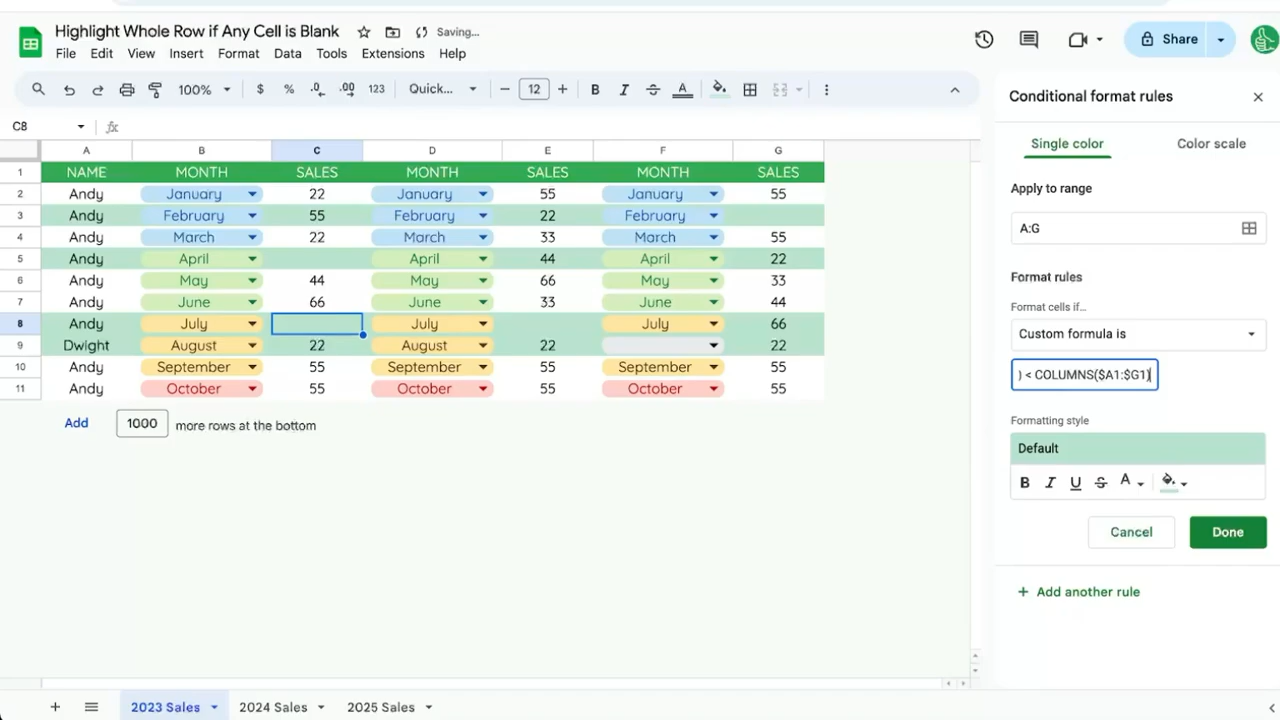 Highlight Whole Row if Any Cell is Blank Saving...
File Edit View Insert Format Data Tools Extensions Help
Share
100% $ % .0 .00 123 Quick... − 12 + B I S A
C8 fx
A B C D E F G
1 NAME MONTH SALES MONTH SALES MONTH SALES
2 Andy January 22 January 55 January 55
3 Andy February 55 February 22 February
4 Andy March 22 March 33 March 55
5 Andy April April 44 April 22
6 Andy May 44 May 66 May 33
7 Andy June 66 June 33 June 44
8 Andy July July July 66
9 Dwight August 22 August 22 22
10 Andy September 55 September 55 September 55
11 Andy October 55 October 55 October 55
Add 1000 more rows at the bottom
Conditional format rules
Single color Color scale
Apply to range
A:G
Format rules
Format cells if...
Custom formula is
) < COLUMNS($A1:$G1)
Formatting style
Default
B I U S A
Cancel Done
+ Add another rule
+ 2023 Sales 2024 Sales 2025 Sales